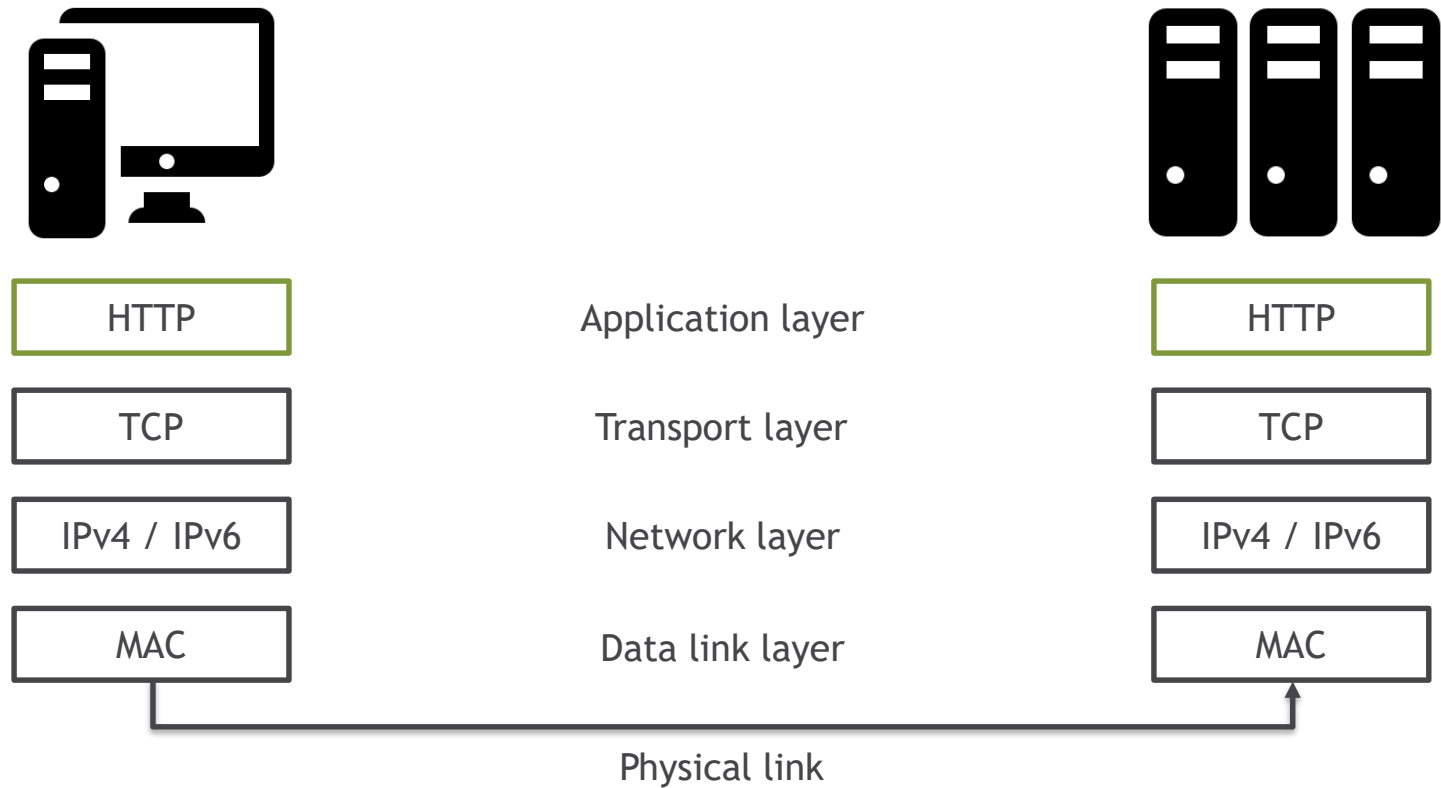 HTTP
Application layer
HTTP
TCP
Transport layer
TCP
IPv4 / IPv6
Network layer
IPv4 / IPv6
MAC
Data link layer
MAC
Physical link